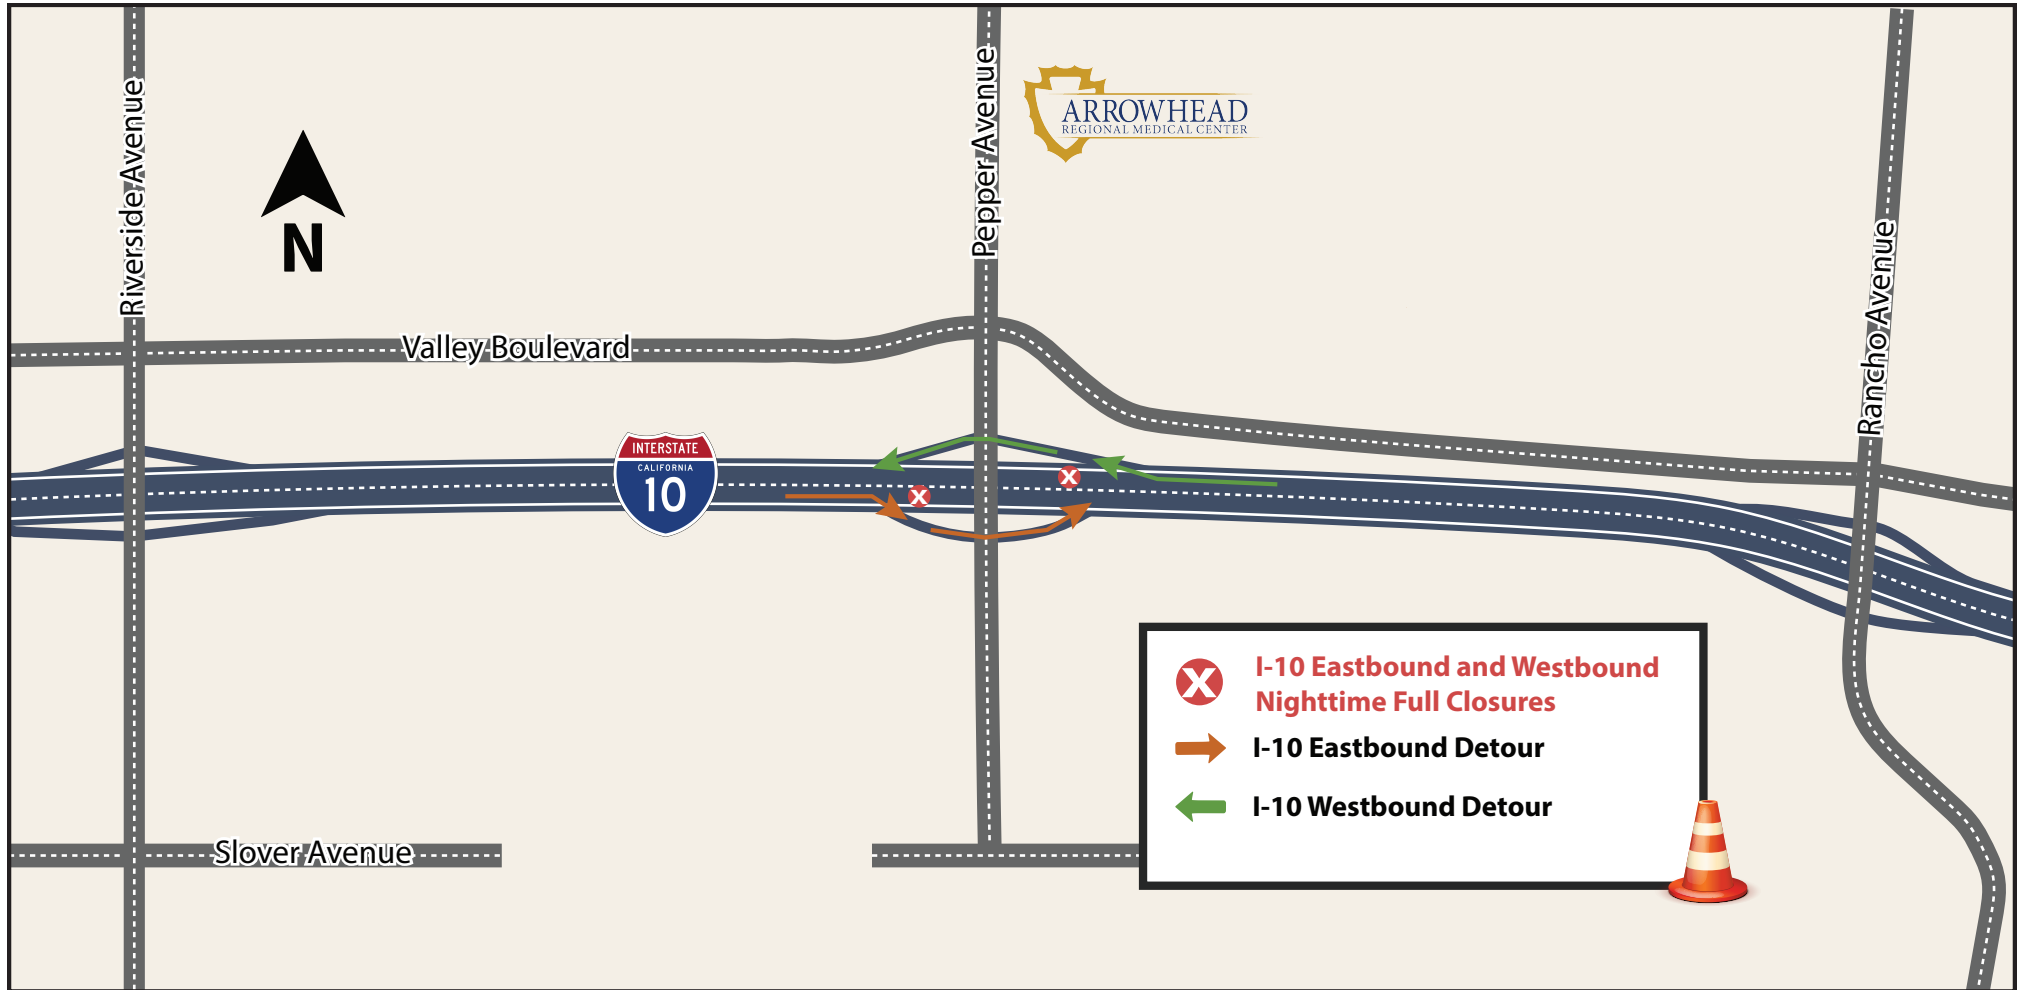 Riverside Avenue
N
Pepper Avenue
ARROWHEAD
REGIONAL MEDICAL CENTER
Rancho Avenue
Valley Boulevard
INTERSTATE
CALIFORNIA
10
X
X
X
I-10 Eastbound and Westbound
Nighttime Full Closures
I-10 Eastbound Detour
I-10 Westbound Detour
Slover Avenue